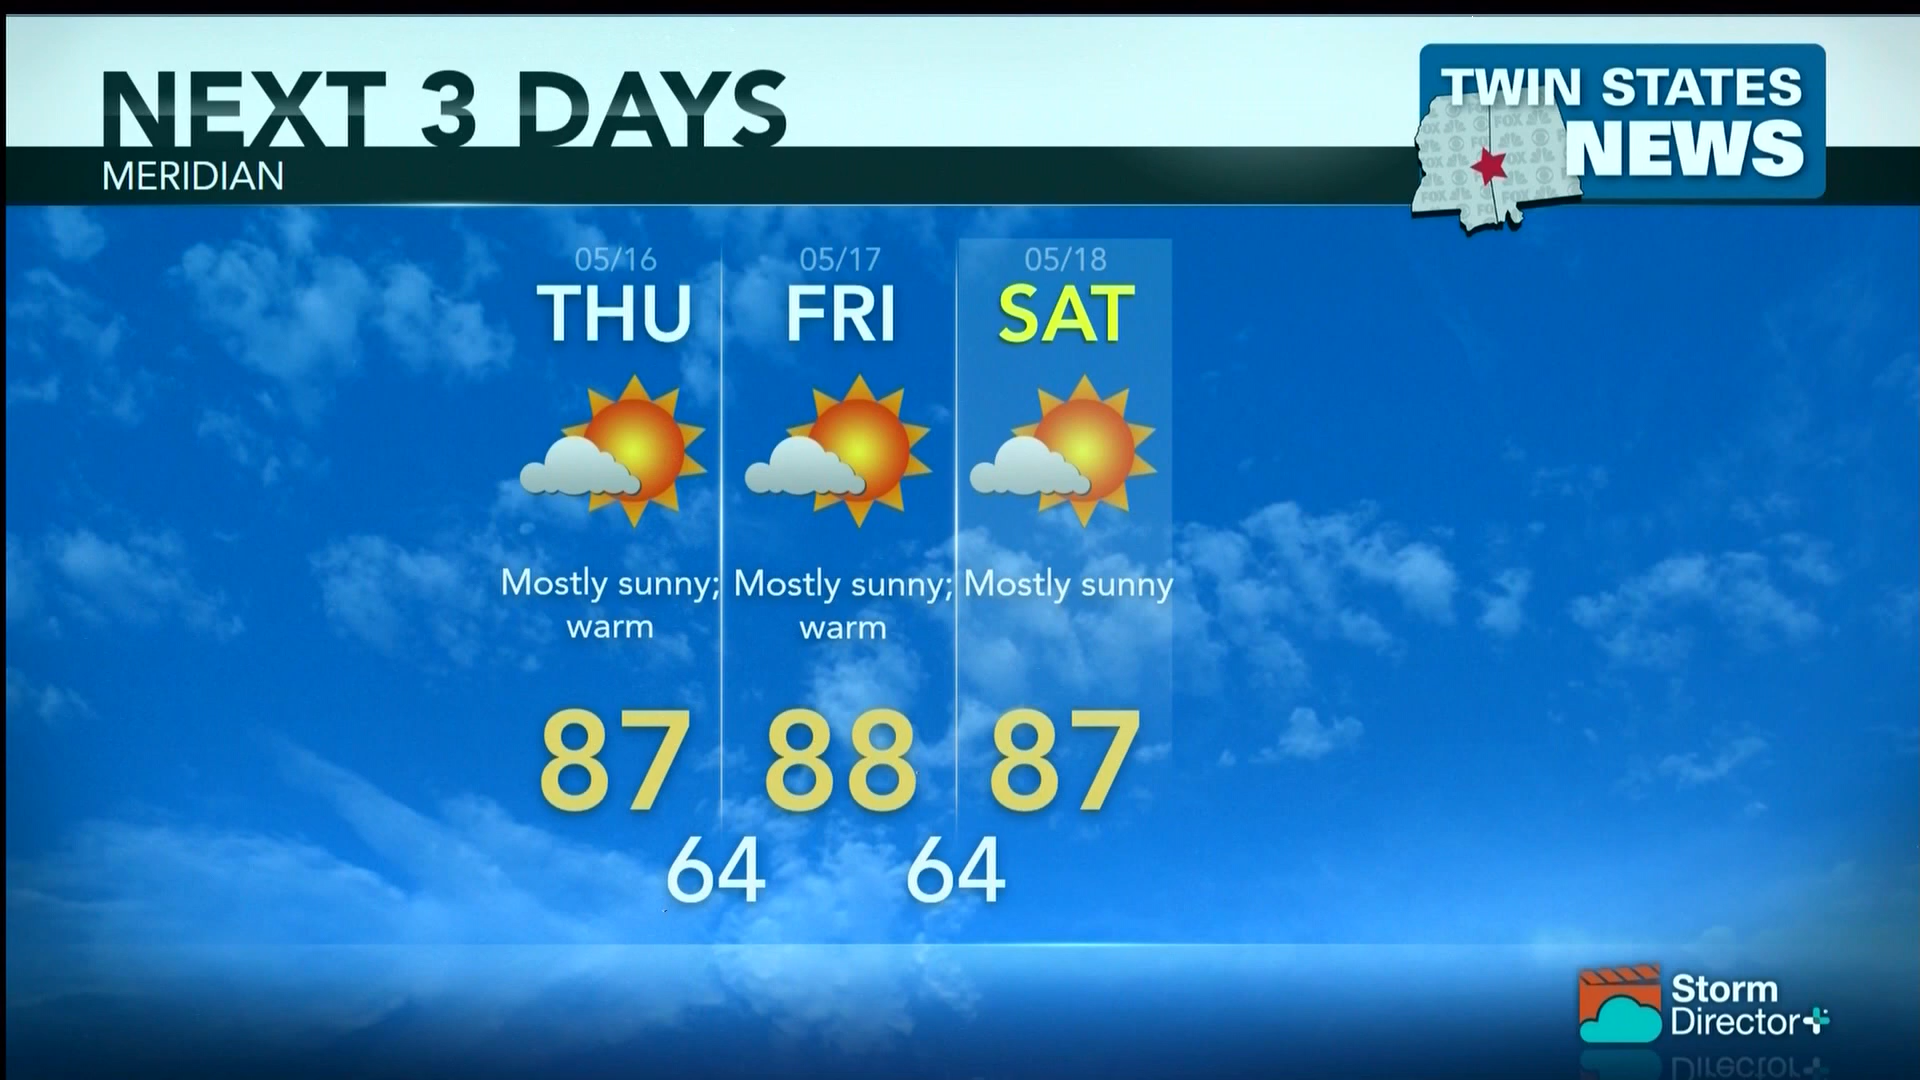 NEXT 3 DAYS
MERIDIAN
TWIN STATES
NEWS
05/16
THU
Mostly sunny;
warm
87
05/17
FRI
Mostly sunny;
warm
88
05/18
SAT
Mostly sunny
87
64
64
Storm
Director+